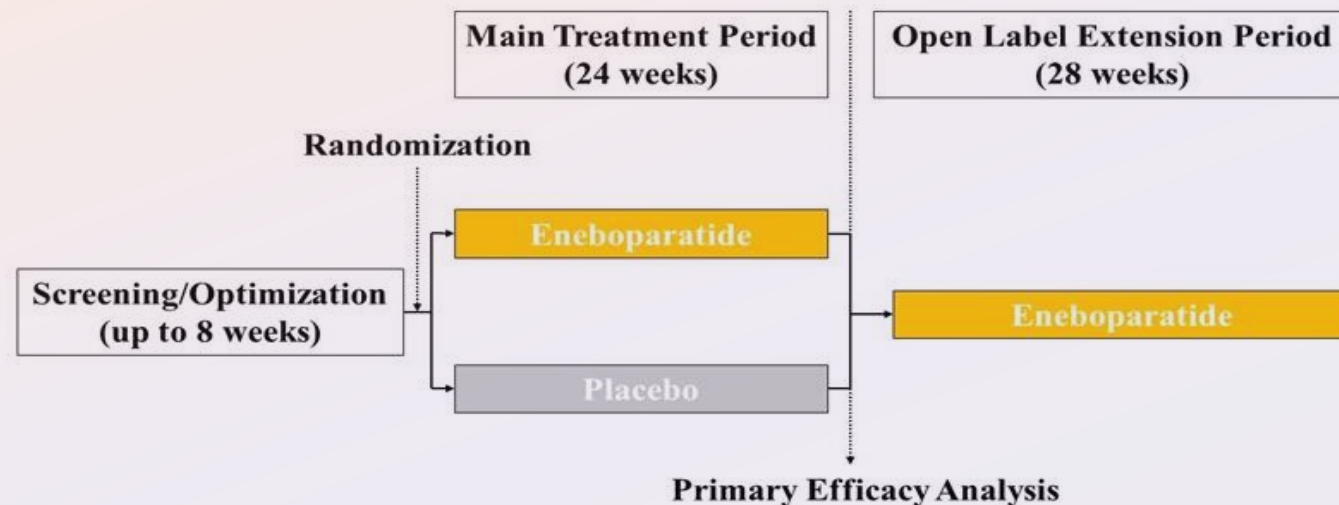 Main Treatment Period
(24 weeks)
Open Label Extension Period
(28 weeks)
Randomization
Eneboparatide
Screening/Optimization
(up to 8 weeks)
Eneboparatide
Placebo
Primary Efficacy Analysis